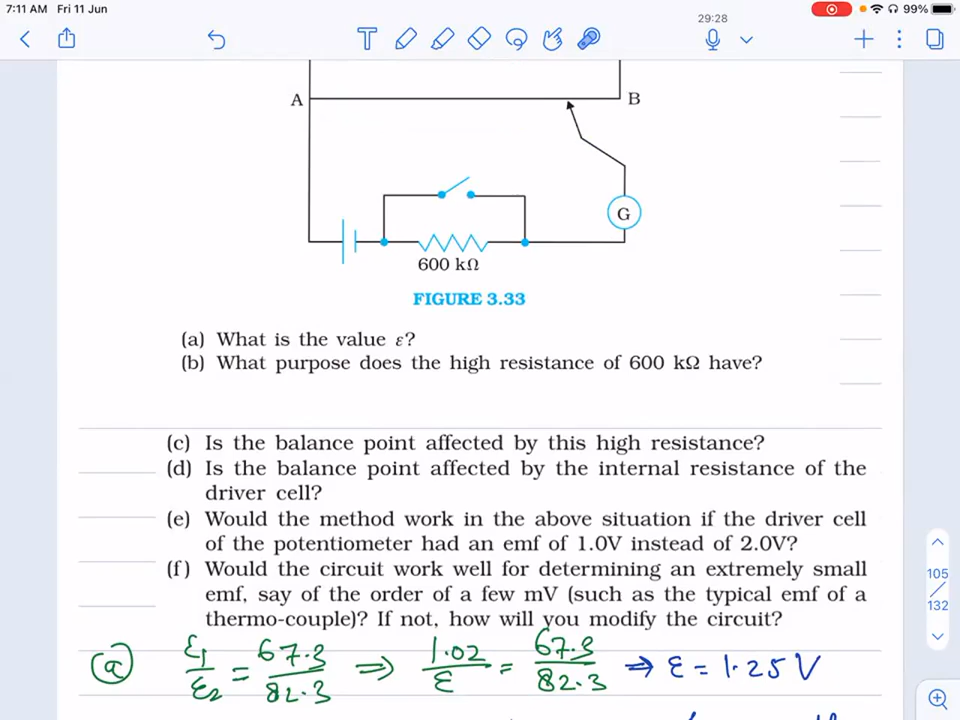 7:11 AM Fri 11 Jun
99%
29:28
A
B
G
600 kΩ
FIGURE 3.33
(a) What is the value ε?
(b) What purpose does the high resistance of 600 kΩ have?
(c) Is the balance point affected by this high resistance?
(d) Is the balance point affected by the internal resistance of the
driver cell?
(e) Would the method work in the above situation if the driver cell
of the potentiometer had an emf of 1.0V instead of 2.0V?
(f) Would the circuit work well for determining an extremely small
emf, say of the order of a few mV (such as the typical emf of a
thermo-couple)? If not, how will you modify the circuit?
105
/
132
(a) ε₁/ε₂ = 67.3/82.3 ⇒ 1.02/ε = 67.3/82.3 ⇒ ε = 1.25 V